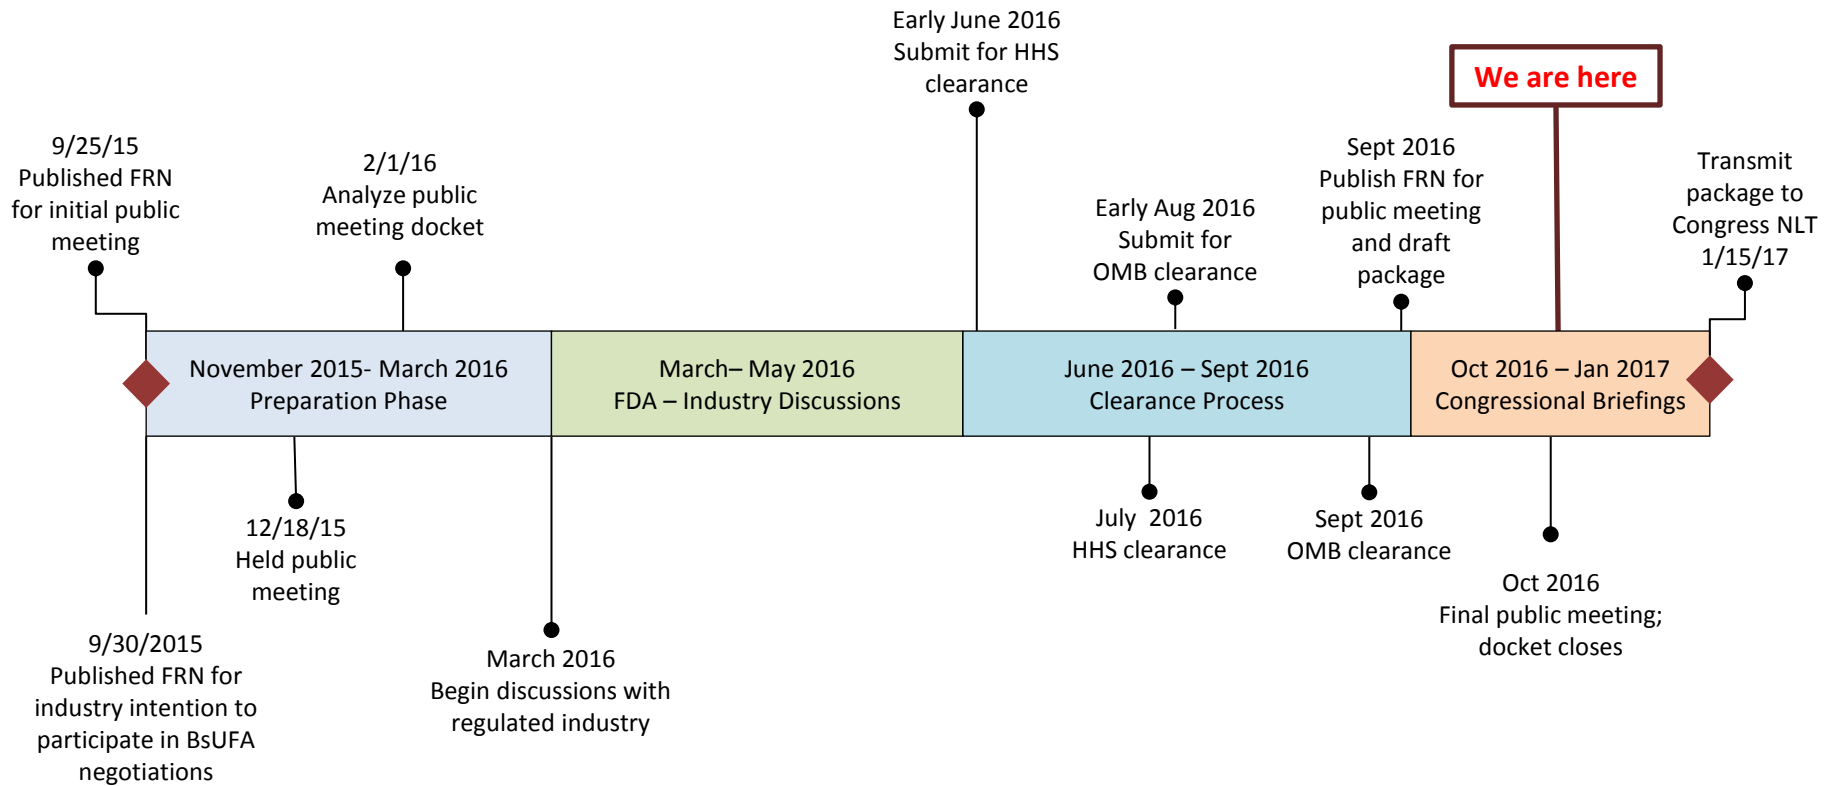 Early June 2016
Submit for HHS
clearance
We are here
9/25/15
Published FRN
for initial public
meeting
2/1/16
Analyze public
meeting docket
Early Aug 2016
Submit for
OMB clearance
Sept 2016
Publish FRN for
public meeting
and draft
package
Transmit
package to
Congress NLT
1/15/17
November 2015- March 2016
Preparation Phase
March– May 2016
FDA – Industry Discussions
June 2016 – Sept 2016
Clearance Process
Oct 2016 – Jan 2017
Congressional Briefings
9/30/2015
Published FRN for
industry intention to
participate in BsUFA
negotiations
12/18/15
Held public
meeting
March 2016
Begin discussions with
regulated industry
July  2016
HHS clearance
Sept 2016
OMB clearance
Oct 2016
Final public meeting;
docket closes